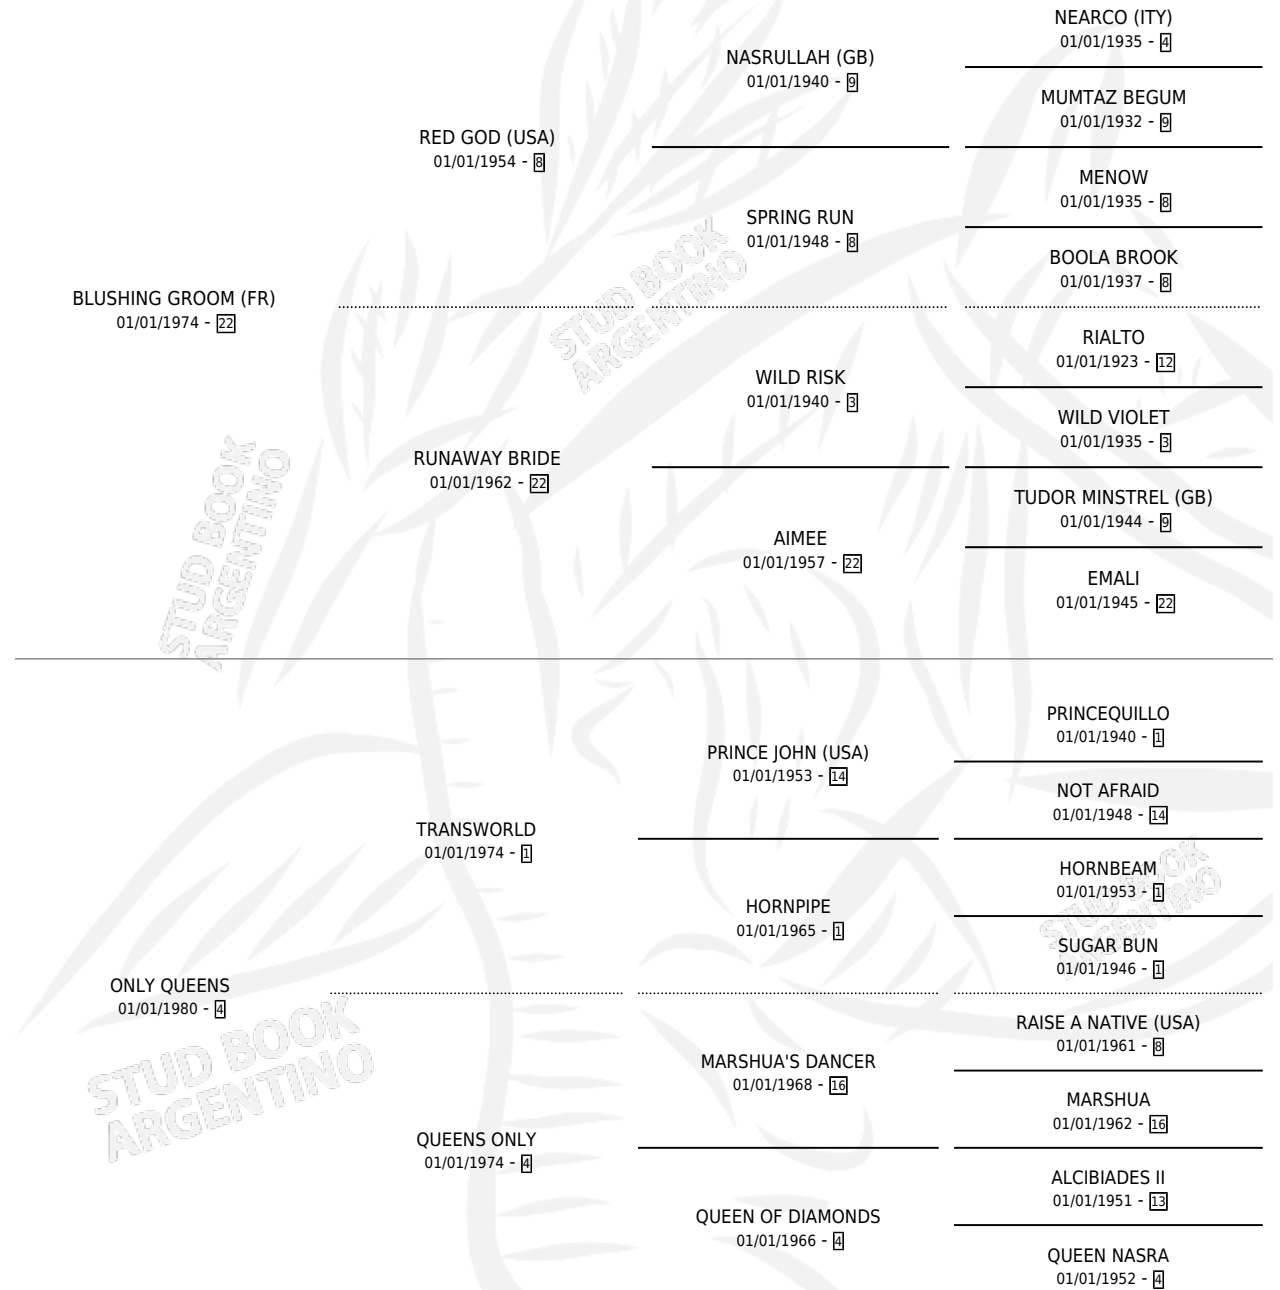 NEARCO (ITY)
01/01/1935 - 4
NASRULLAH (GB)
01/01/1940 - 9
MUMTAZ BEGUM
01/01/1932 - 9
RED GOD (USA)
01/01/1954 - 8
MENOW
01/01/1935 - 8
SPRING RUN
01/01/1948 - 8
BOOLA BROOK
01/01/1937 - 8
BLUSHING GROOM (FR)
01/01/1974 - 22
RIALTO
01/01/1923 - 12
WILD RISK
01/01/1940 - 3
WILD VIOLET
01/01/1935 - 3
RUNAWAY BRIDE
01/01/1962 - 22
TUDOR MINSTREL (GB)
01/01/1944 - 9
AIMEE
01/01/1957 - 22
EMALI
01/01/1945 - 22
PRINCEQUILLO
01/01/1940 - 1
PRINCE JOHN (USA)
01/01/1953 - 14
NOT AFRAID
01/01/1948 - 14
TRANSWORLD
01/01/1974 - 1
HORNBEAM
01/01/1953 - 1
HORNPIPE
01/01/1965 - 1
SUGAR BUN
01/01/1946 - 1
ONLY QUEENS
01/01/1980 - 4
RAISE A NATIVE (USA)
01/01/1961 - 8
MARSHUA'S DANCER
01/01/1968 - 16
MARSHUA
01/01/1962 - 16
QUEENS ONLY
01/01/1974 - 4
ALCIBIADES II
01/01/1951 - 13
QUEEN OF DIAMONDS
01/01/1966 - 4
QUEEN NASRA
01/01/1952 - 4
STUD BOOK
ARGENTINO
STUD BOOK
ARGENTINO
STUD BOOK
ARGENTINO
STUD BOOK
ARGENTINO